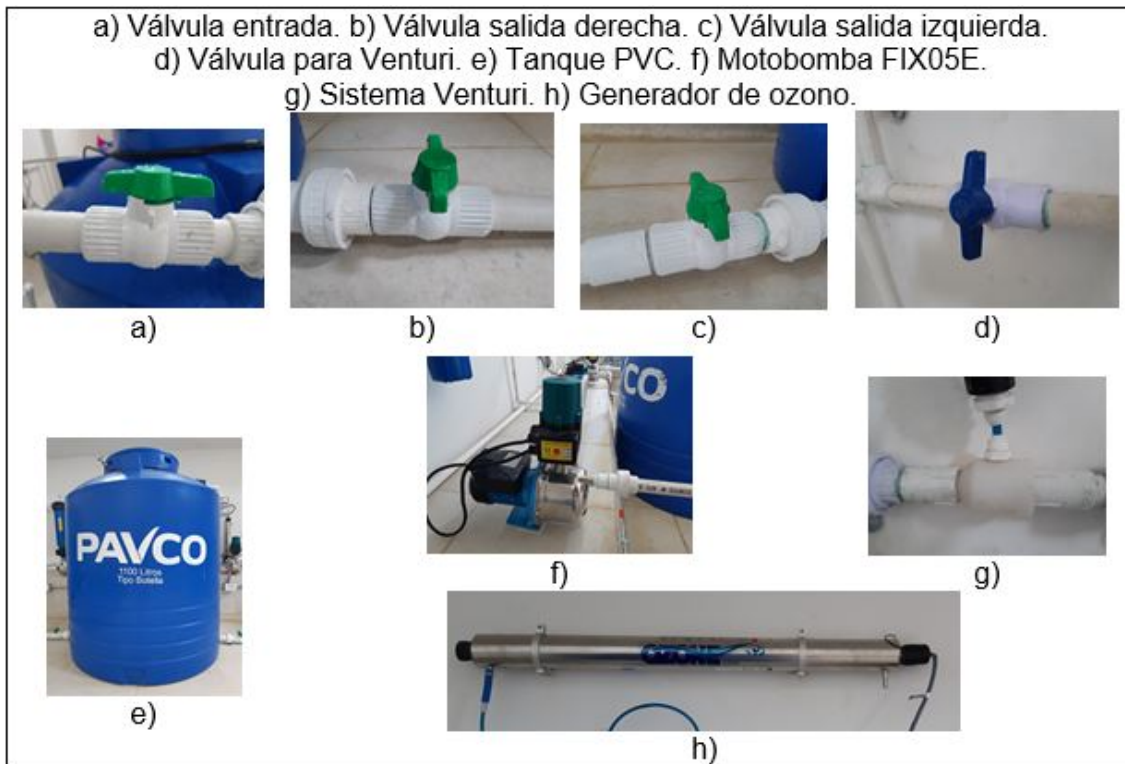 a) Válvula entrada. b) Válvula salida derecha. c) Válvula salida izquierda.
d) Válvula para Venturi. e) Tanque PVC. f) Motobomba FIX05E.
g) Sistema Venturi. h) Generador de ozono.
a)
b)
c)
d)
CO
PAVCO
1100 Litros
Tipo Botella
e)
f)
g)
OZONE
h)